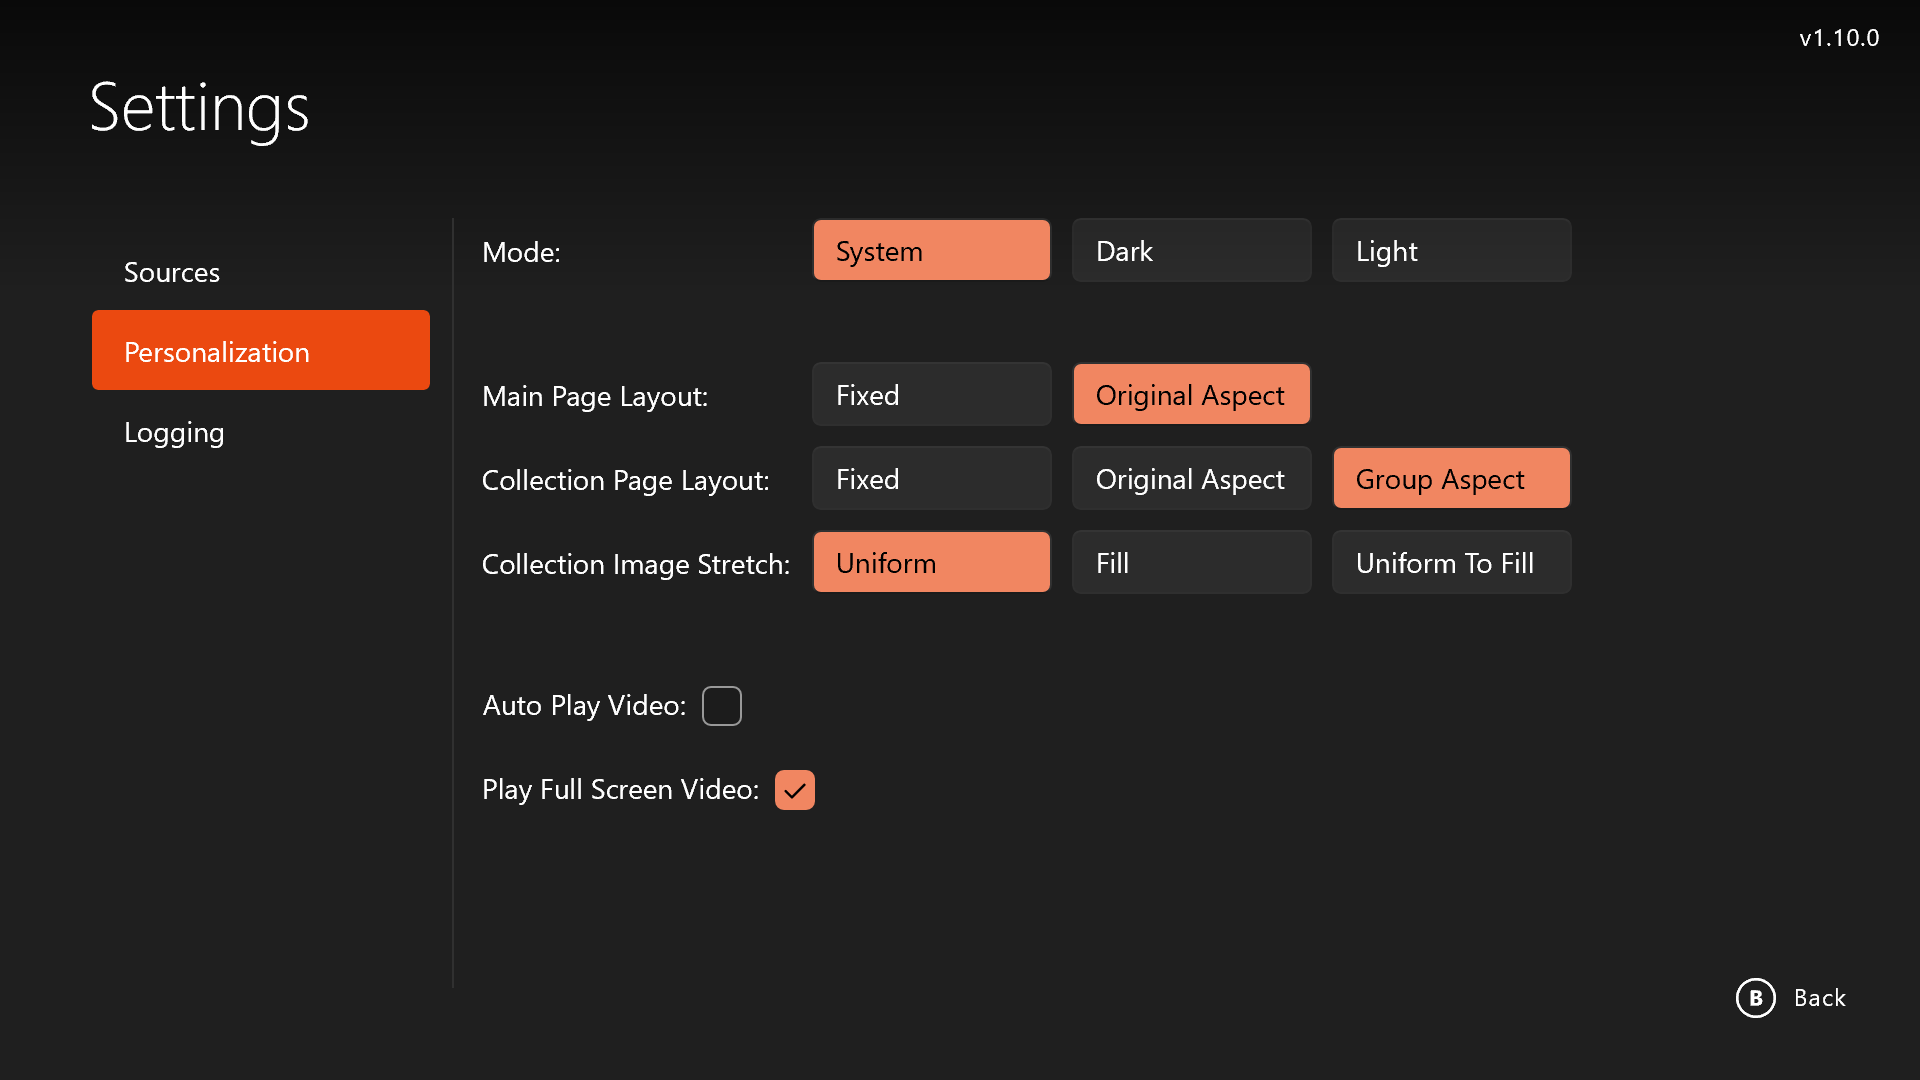 v1.10.0
Settings
Sources
Personalization
Logging
Mode: System Dark Light
Main Page Layout: Fixed Original Aspect
Collection Page Layout: Fixed Original Aspect Group Aspect
Collection Image Stretch: Uniform Fill Uniform To Fill
Auto Play Video:
Play Full Screen Video:
B Back